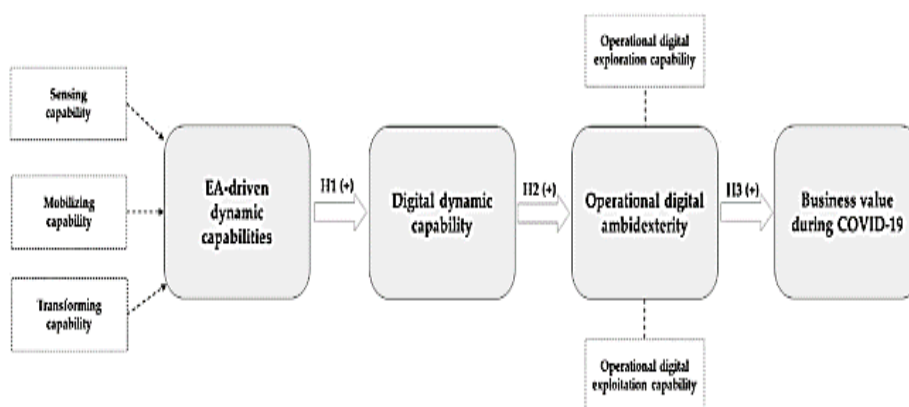 Operational digital
exploration capability
Sensing
capability
Mobilizing
capability
Transforming
capability
EA-driven
dynamic
capabilities
H1 (+)
Digital dynamic
capability
H2 (+)
Operational digital
ambidexterity
H3 (+)
Business value
during COVID-19
Operational digital
exploitation capability